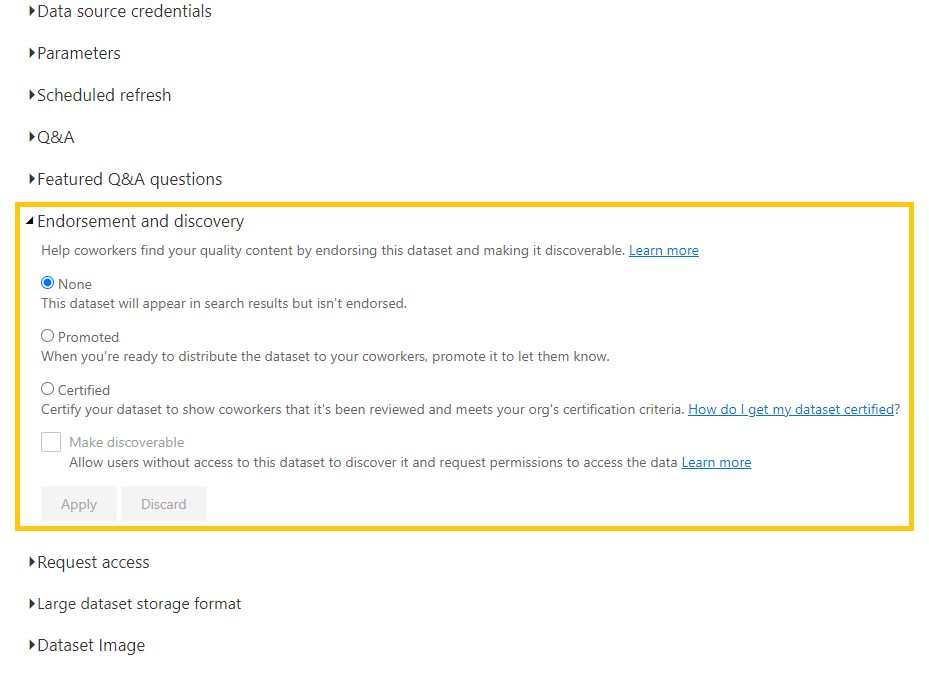 Data source credentials
Parameters
Scheduled refresh
Q&A
Featured Q&A questions
Endorsement and discovery
Help coworkers find your quality content by endorsing this dataset and making it discoverable. Learn more
None
This dataset will appear in search results but isn't endorsed.
Promoted
When you're ready to distribute the dataset to your coworkers, promote it to let them know.
Certified
Certify your dataset to show coworkers that it's been reviewed and meets your org's certification criteria. How do I get my dataset certified?
Make discoverable
Allow users without access to this dataset to discover it and request permissions to access the data Learn more
Apply Discard
Request access
Large dataset storage format
Dataset Image